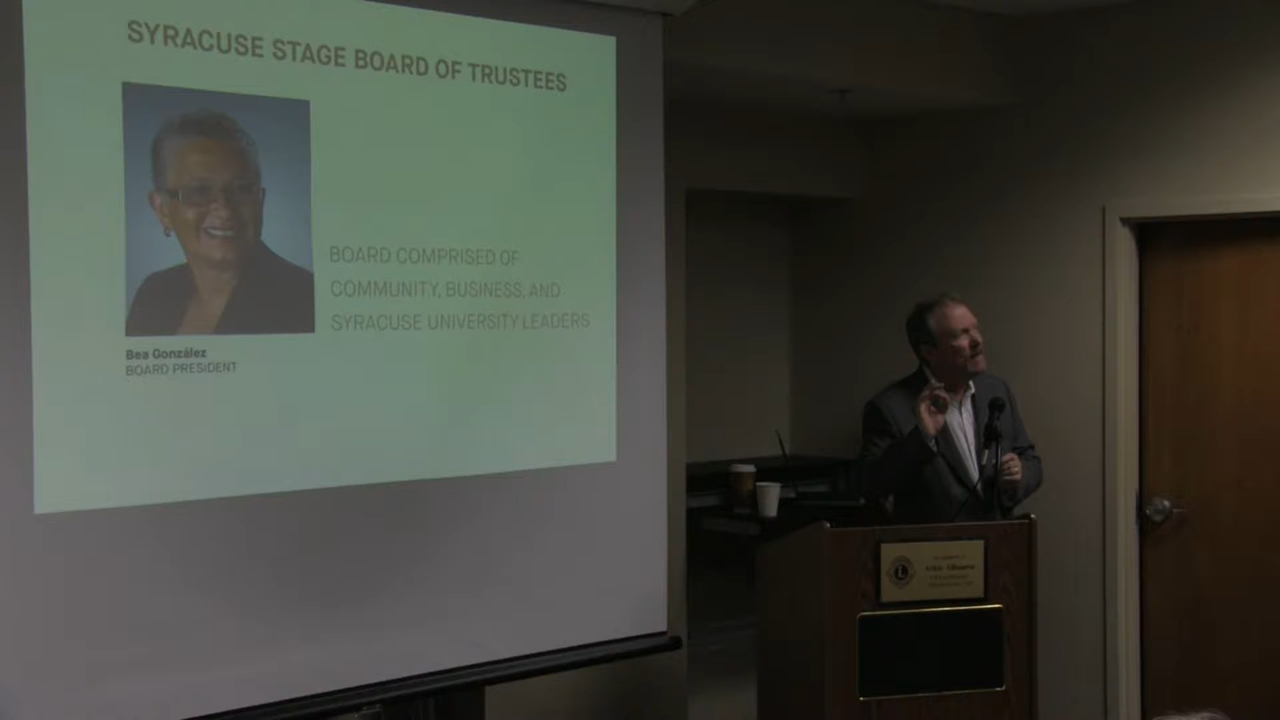 SYRACUSE STAGE BOARD OF TRUSTEES
BOARD COMPRISED OF
COMMUNITY, BUSINESS, AND
SYRACUSE UNIVERSITY LEADERS
Bea González
BOARD PRESIDENT
L